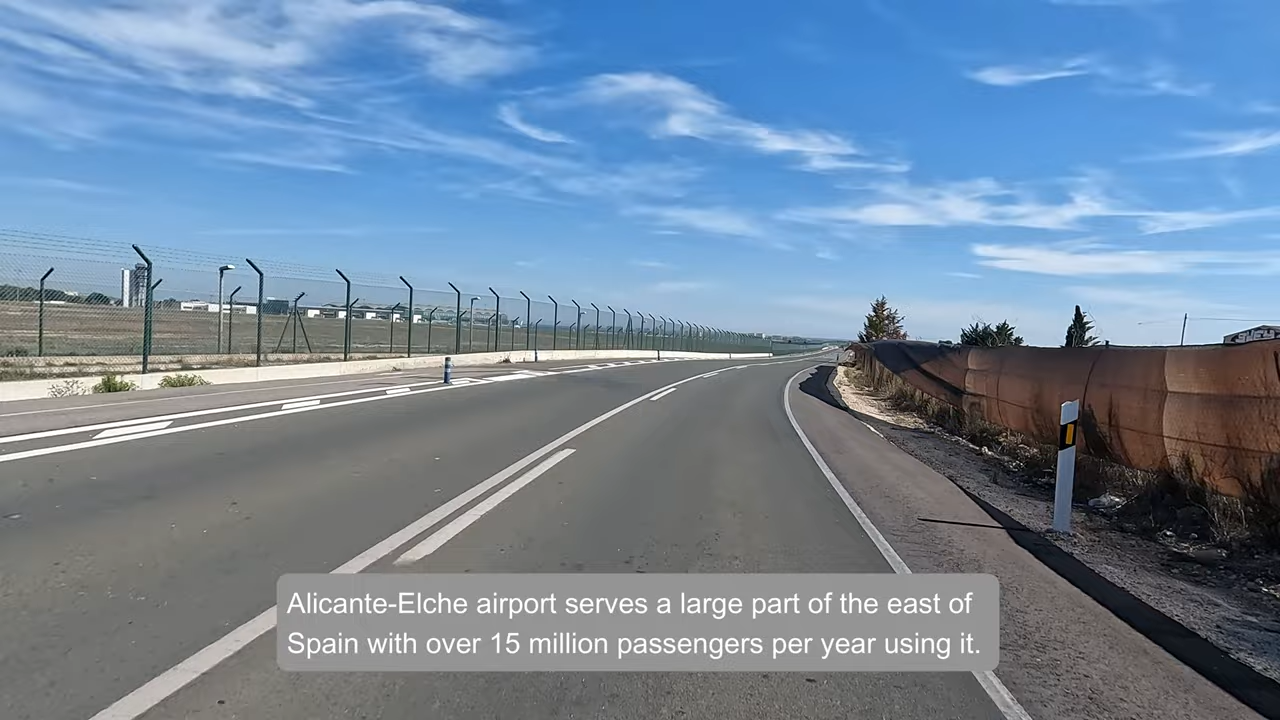 Alicante-Elche airport serves a large part of the east of
Spain with over 15 million passengers per year using it.